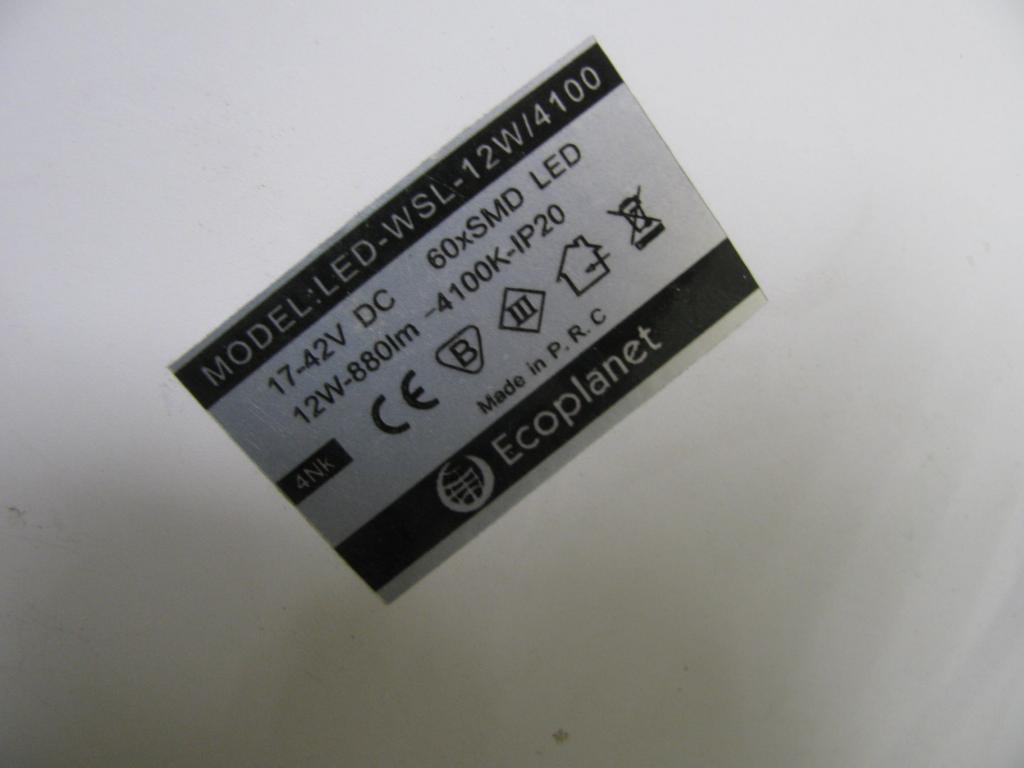 MODEL:LED-WSL-12W/4100
17-42V DC 60xSMD LED
12W-880lm -4100K-IP20
CE B III
Made in P. R. C
4Nk
Ecoplanet